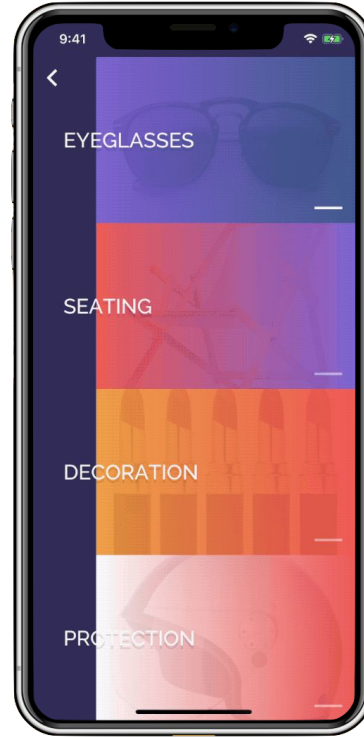 9:41
EYEGLASSES
SEATING
DECORATION
PROTECTION